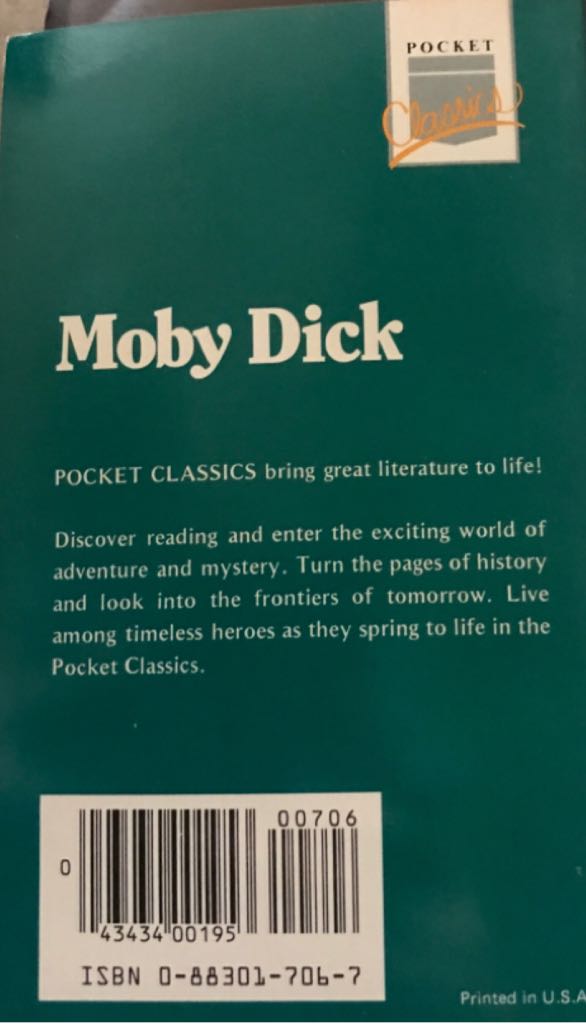 POCKET
Classics
Moby Dick
POCKET CLASSICS bring great literature to life!
Discover reading and enter the exciting world of
adventure and mystery. Turn the pages of history
and look into the frontiers of tomorrow. Live
among timeless heroes as they spring to life in the
Pocket Classics.
00706
0
43434 00195
ISBN 0-88301-706-7
Printed in U.S.A